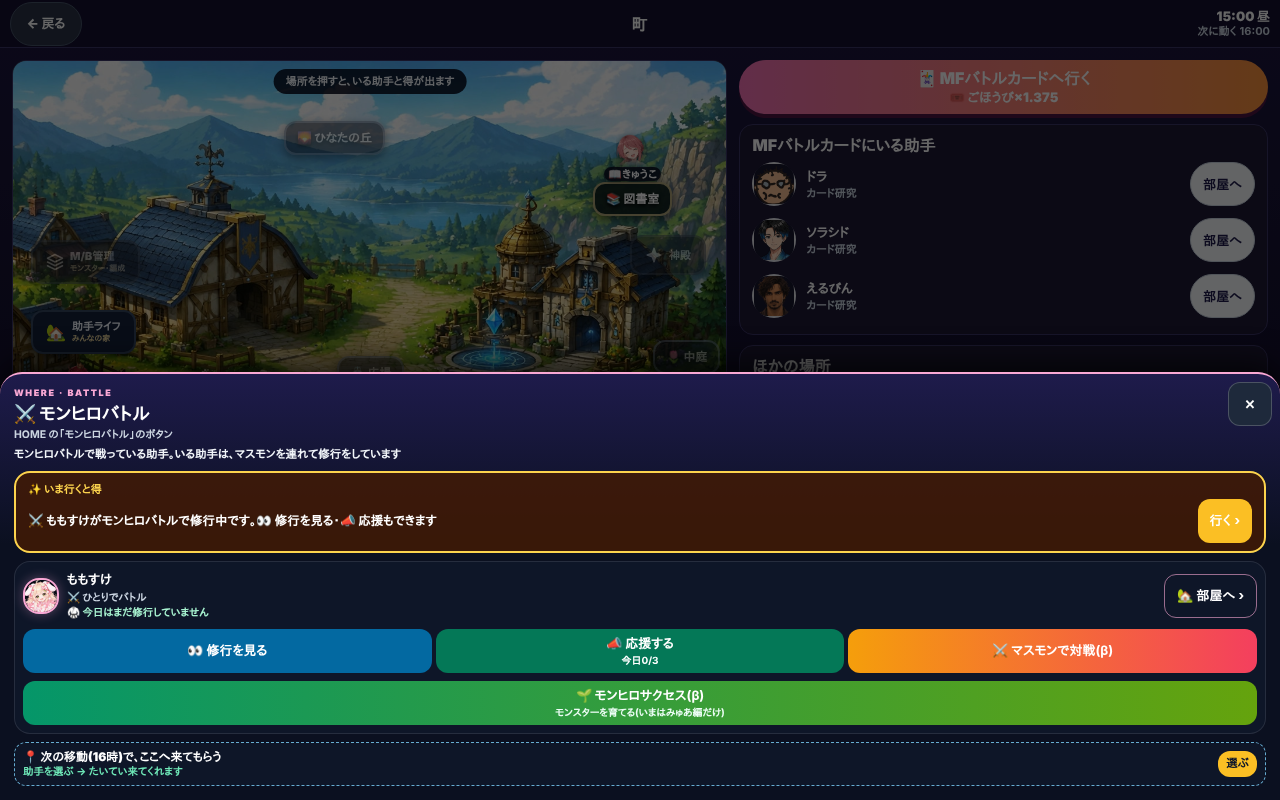 ← 戻る
町
15:00 昼
次に動く 16:00
場所を押すと、いる助手と得が出ます
ひなたの丘
きゅうこ
図書室
M/B管理
モンスター・編成
神殿
助手ライフ
みんなの家
中庭
広場
MFバトルカードへ行く
ごほうび×1.375
MFバトルカードにいる助手
ドラ
カード研究
部屋へ
ソラシド
カード研究
部屋へ
えるびん
カード研究
部屋へ
ほかの場所
WHERE · BATTLE
⚔️ モンヒロバトル
HOME の「モンヒロバトル」のボタン
モンヒロバトルで戦っている助手。いる助手は、マスモンを連れて修行をしています
×
✨ いま行くと得
⚔️ ももすけがモンヒロバトルで修行中です。👀 修行を見る・📣 応援もできます
行く ›
ももすけ
⚔️ ひとりでバトル
今日はまだ修行していません
🏡 部屋へ ›
👀 修行を見る
📣 応援する
今日0/3
⚔️ マスモンで対戦(β)
🌱 モンヒロサクセス(β)
モンスターを育てる(いまはみゅあ編だけ)
📍 次の移動(16時)で、ここへ来てもらう
助手を選ぶ → たいてい来てくれます
選ぶ